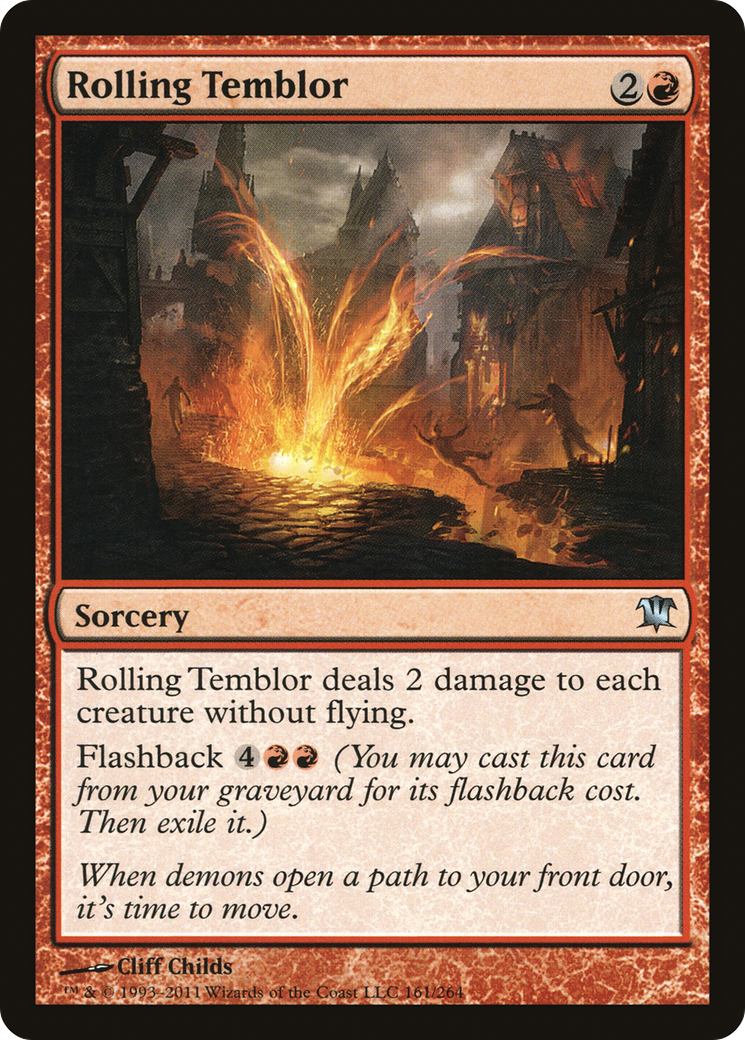 Rolling Temblor 2
Sorcery
Rolling Temblor deals 2 damage to each
creature without flying.
Flashback 4 (You may cast this card
from your graveyard for its flashback cost.
Then exile it.)
When demons open a path to your front door,
it's time to move.
Cliff Childs
™ & © 1993–2011 Wizards of the Coast LLC 161/264